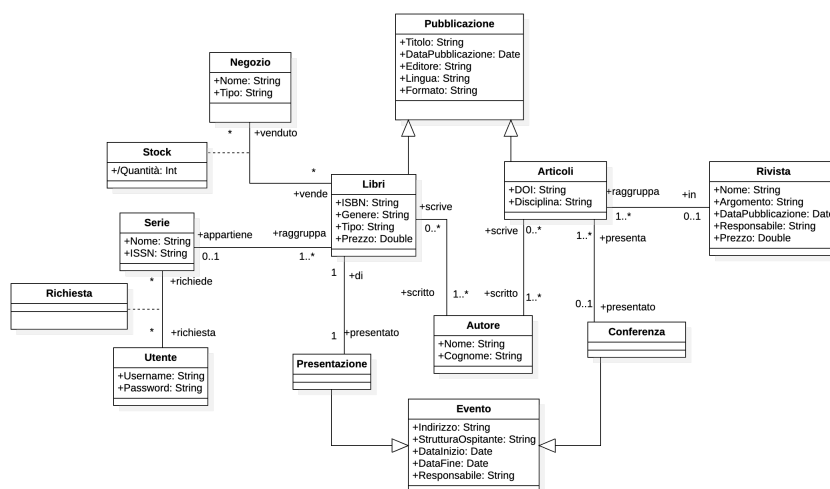 Pubblicazione
+Titolo: String
+DataPubblicazione: Date
+Editore: String
+Lingua: String
+Formato: String
Negozio
+Nome: String
+Tipo: String
*
+venduto
Stock
+/Quantità: Int
*
+vende
Libri
+ISBN: String
+Genere: String
+Tipo: String
+Prezzo: Double
Articoli
+DOI: String
+Disciplina: String
+raggruppa
1..*
+in
0..1
Rivista
+Nome: String
+Argomento: String
+DataPubblicazione: Date
+Responsabile: String
+Prezzo: Double
Serie
+Nome: String
+ISSN: String
+appartiene
0..1
+raggruppa
1..*
+scrive
0..*
+scrive
0..*
1..*
+presenta
*
+richiede
1
+di
Richiesta
*
+richiesta
+scritto
1..*
+scritto
1..*
0..1
+presentato
1
+presentato
Autore
+Nome: String
+Cognome: String
Conferenza
Utente
+Username: String
+Password: String
Presentazione
Evento
+Indirizzo: String
+StrutturaOspitante: String
+DataInizio: Date
+DataFine: Date
+Responsabile: String